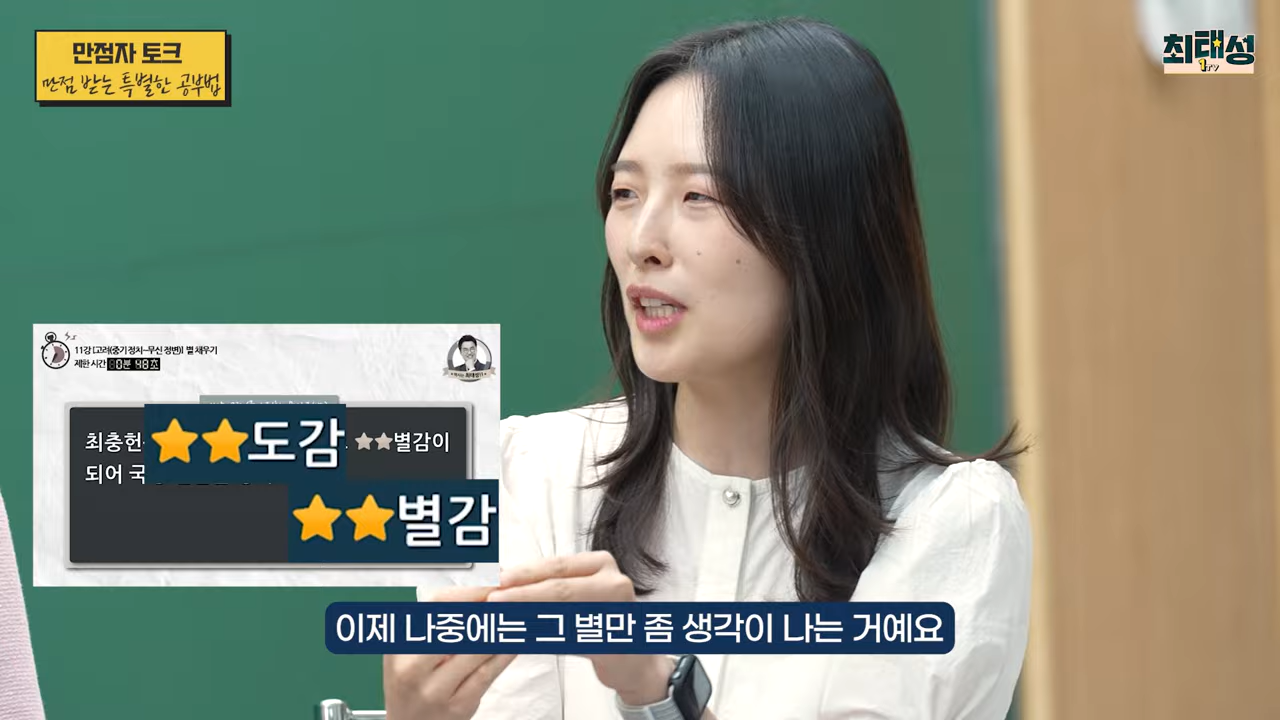 만점자 토크
만점 받는 특별한 공부법
최태성
1TV
11강 [고려(중기 정치~무신 정변)] 별 채우기
제한 시간 00분 48초
최충헌
★★도감
★★별감이
되어 국
★★별감
이제 나중에는 그 별만 좀 생각이 나는 거예요